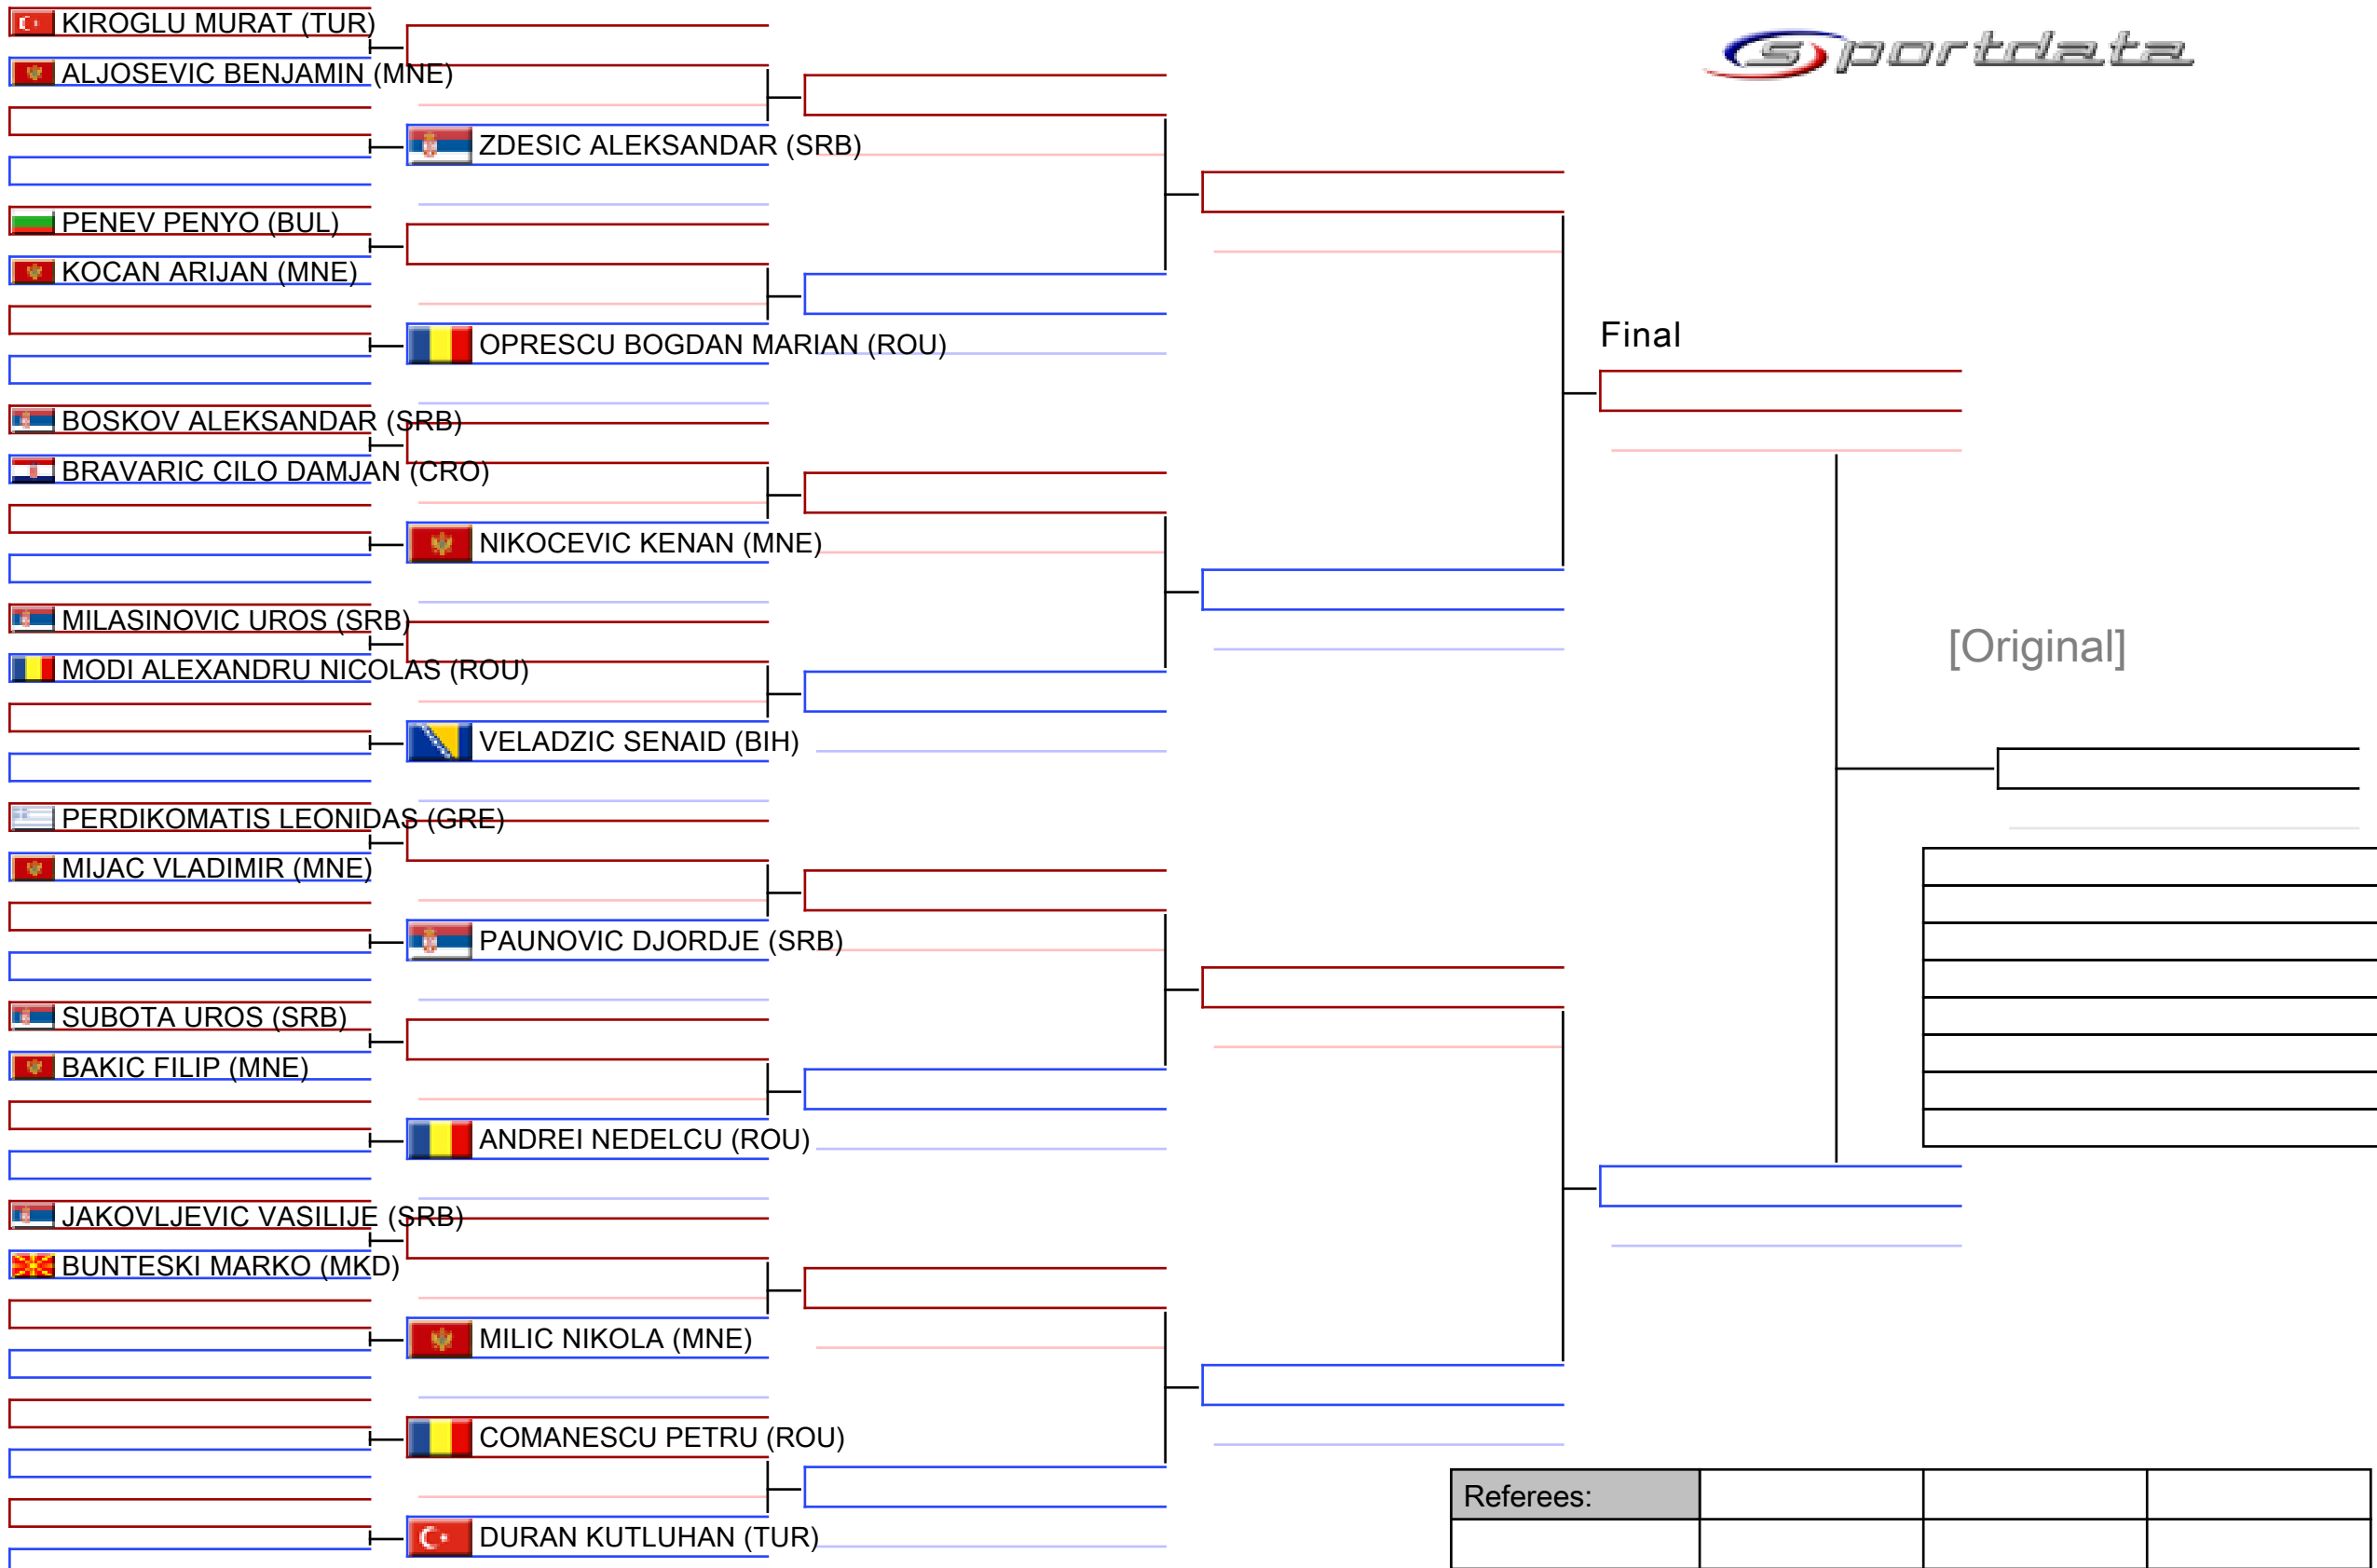 KIROGLU MURAT (TUR)
sportdata
ALJOSEVIC BENJAMIN (MNE)
ZDESIC ALEKSANDAR (SRB)
PENEV PENYO (BUL)
KOCAN ARIJAN (MNE)
OPRESCU BOGDAN MARIAN (ROU)
Final
BOSKOV ALEKSANDAR (SRB)
BRAVARIC CILO DAMJAN (CRO)
NIKOCEVIC KENAN (MNE)
MILASINOVIC UROS (SRB)
[Original]
MODI ALEXANDRU NICOLAS (ROU)
VELADZIC SENAID (BIH)
PERDIKOMATIS LEONIDAS (GRE)
MIJAC VLADIMIR (MNE)
PAUNOVIC DJORDJE (SRB)
SUBOTA UROS (SRB)
BAKIC FILIP (MNE)
ANDREI NEDELCU (ROU)
JAKOVLJEVIC VASILIJE (SRB)
BUNTESKI MARKO (MKD)
MILIC NIKOLA (MNE)
COMANESCU PETRU (ROU)
Referees:
DURAN KUTLUHAN (TUR)